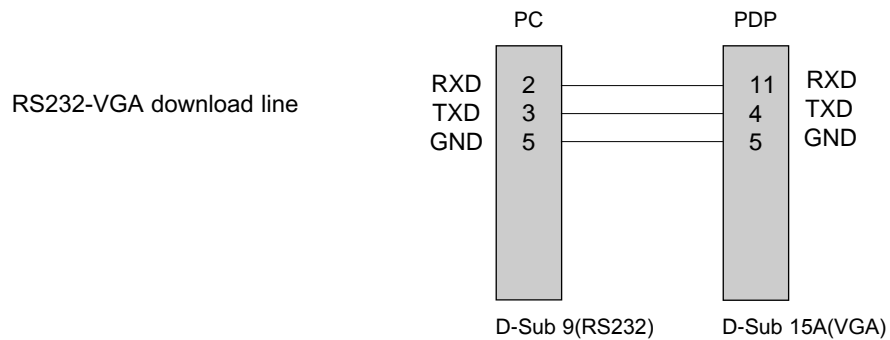 PC PDP
RXD 2 11 RXD
RS232-VGA download line TXD 3 4 TXD
GND 5 5 GND
D-Sub 9(RS232) D-Sub 15A(VGA)